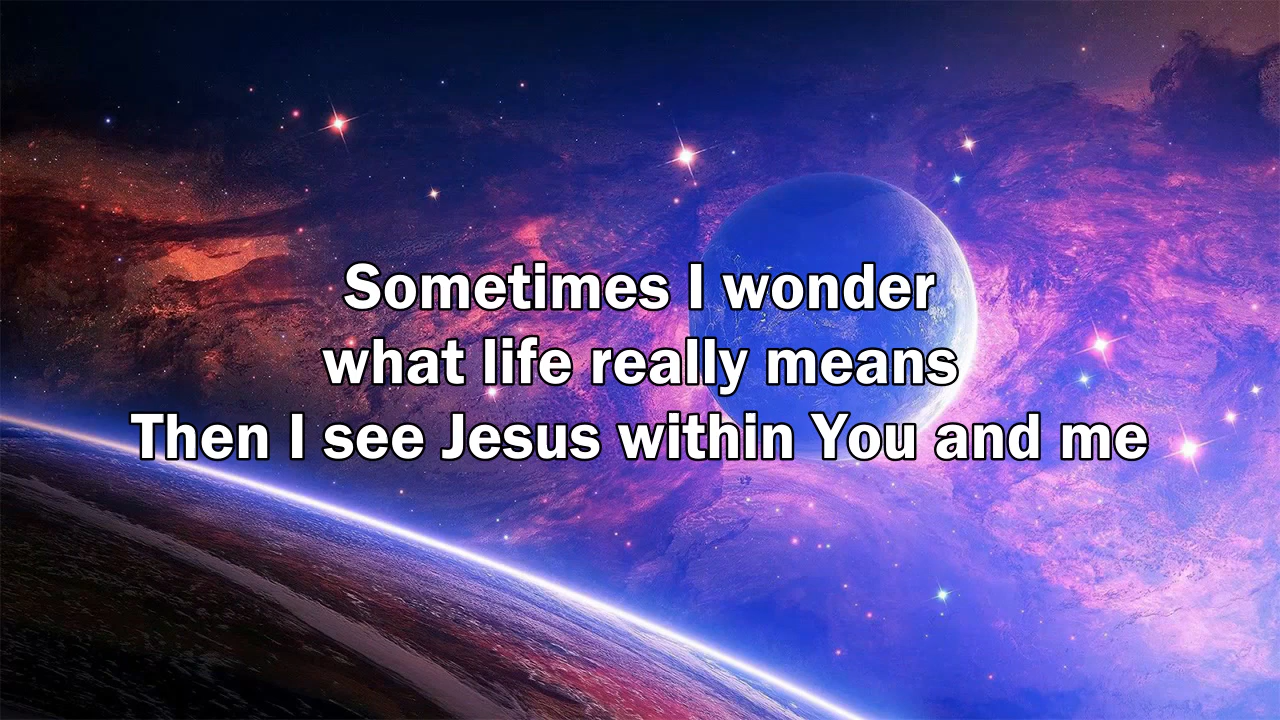 Sometimes I wonder
what life really means
Then I see Jesus within You and me